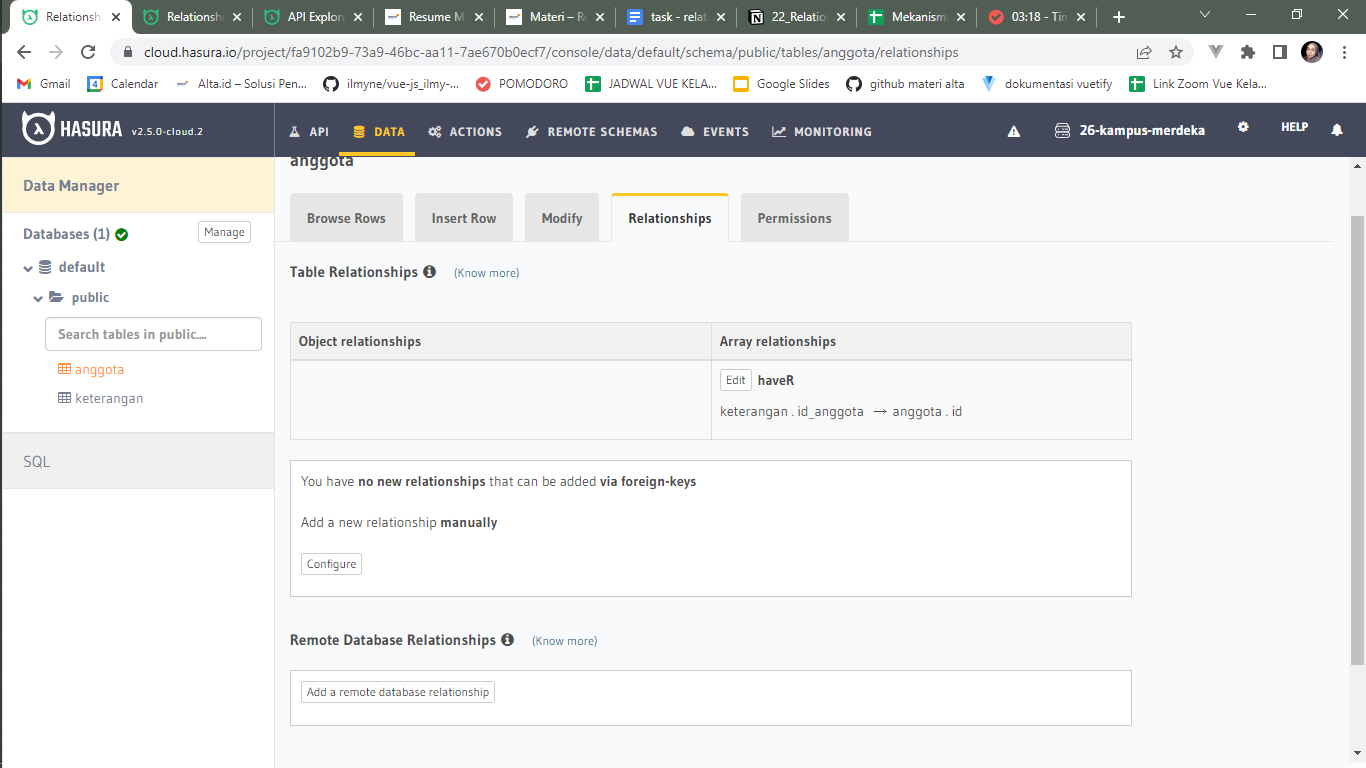 Relationsh
Relationshi
API Explore
Resume M
Materi – Re
task - relat
22_Relation
Mekanism
03:18 - Tim
cloud.hasura.io/project/fa9102b9-73a9-46bc-aa11-7ae670b0ecf7/console/data/default/schema/public/tables/anggota/relationships
Gmail
Calendar
Alta.id – Solusi Pen...
ilmyne/vue-js_ilmy-...
POMODORO
JADWAL VUE KELA...
Google Slides
github materi alta
dokumentasi vuetify
Link Zoom Vue Kela...
HASURA v2.5.0-cloud.2
API
DATA
ACTIONS
REMOTE SCHEMAS
EVENTS
MONITORING
26-kampus-merdeka
HELP
Data Manager
Databases (1)
Manage
default
public
Search tables in public....
anggota
keterangan
SQL
anggota
Browse Rows
Insert Row
Modify
Relationships
Permissions
Table Relationships (Know more)
Object relationships
Array relationships
Edit haveR
keterangan . id_anggota → anggota . id
You have no new relationships that can be added via foreign-keys
Add a new relationship manually
Configure
Remote Database Relationships (Know more)
Add a remote database relationship